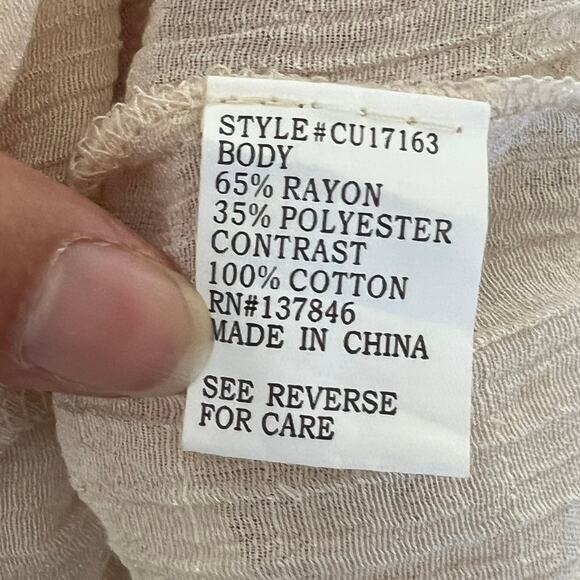 STYLE#CU17163
BODY
65% RAYON
35% POLYESTER
CONTRAST
100% COTTON
RN#137846
MADE IN CHINA
SEE REVERSE
FOR CARE